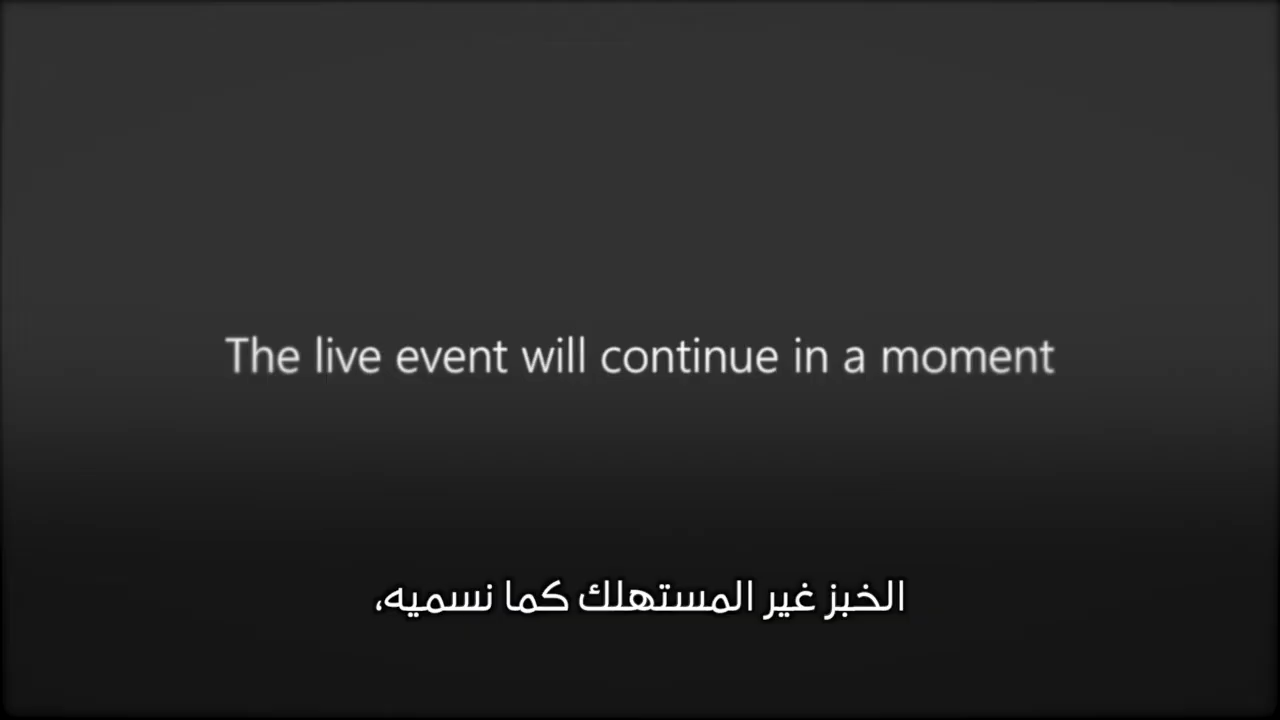 The live event will continue in a moment
الخبز غير المستهلك كما نسميه،